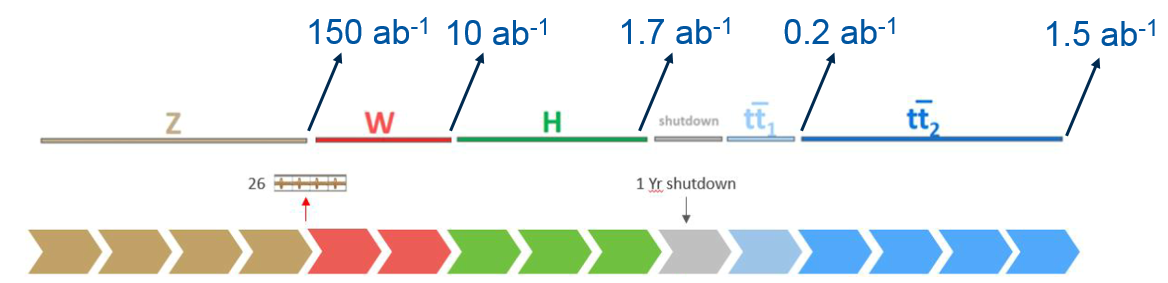 150 ab⁻¹ 10 ab⁻¹ 1.7 ab⁻¹ 0.2 ab⁻¹ 1.5 ab⁻¹
Z W H shutdown tt̅₁ tt̅₂
26 1 Yr shutdown